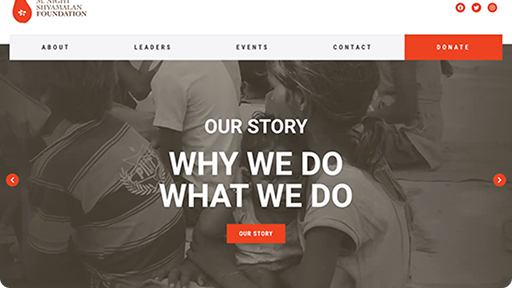 M. NIGHT
SHYAMALAN
FOUNDATION
ABOUT
LEADERS
EVENTS
CONTACT
DONATE
OUR STORY
WHY WE DO
WHAT WE DO
OUR STORY